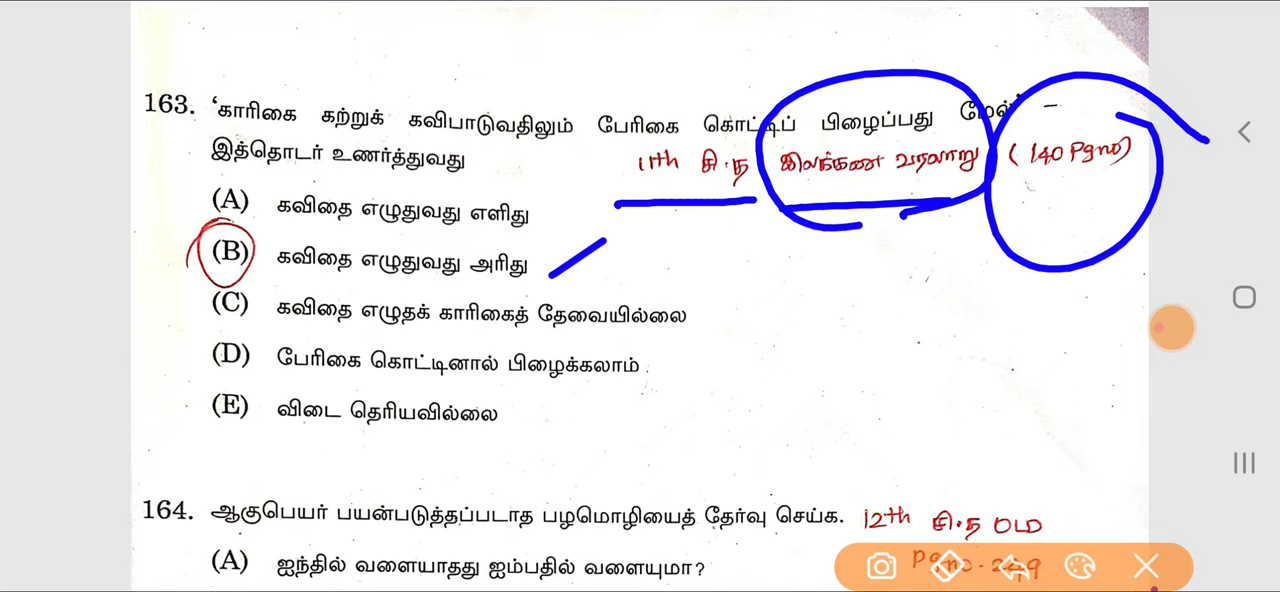 163. 'காரிகை கற்றுக் கவிபாடுவதிலும் பேரிகை கொட்டிப் பிழைப்பது மேல்' –
இத்தொடர் உணர்த்துவது 11th சி.ந இலக்கண வரலாறு (140 Pgno)
(A) கவிதை எழுதுவது எளிது
(B) கவிதை எழுதுவது அரிது
(C) கவிதை எழுதக் காரிகைத் தேவையில்லை
(D) பேரிகை கொட்டினால் பிழைக்கலாம்.
(E) விடை தெரியவில்லை
164. ஆகுபெயர் பயன்படுத்தப்படாத பழமொழியைத் தேர்வு செய்க. 12th சி.ந
(A) ஐந்தில் வளையாதது ஐம்பதில் வளையுமா?